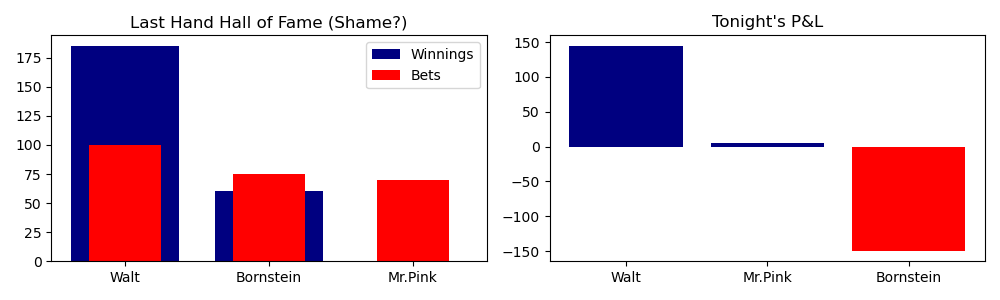 Last Hand Hall of Fame (Shame?)
175
150
125
100
75
50
25
0
Winnings
Bets
Walt Bornstein Mr.Pink
Tonight's P&L
150
100
50
0
−50
−100
−150
Walt Mr.Pink Bornstein